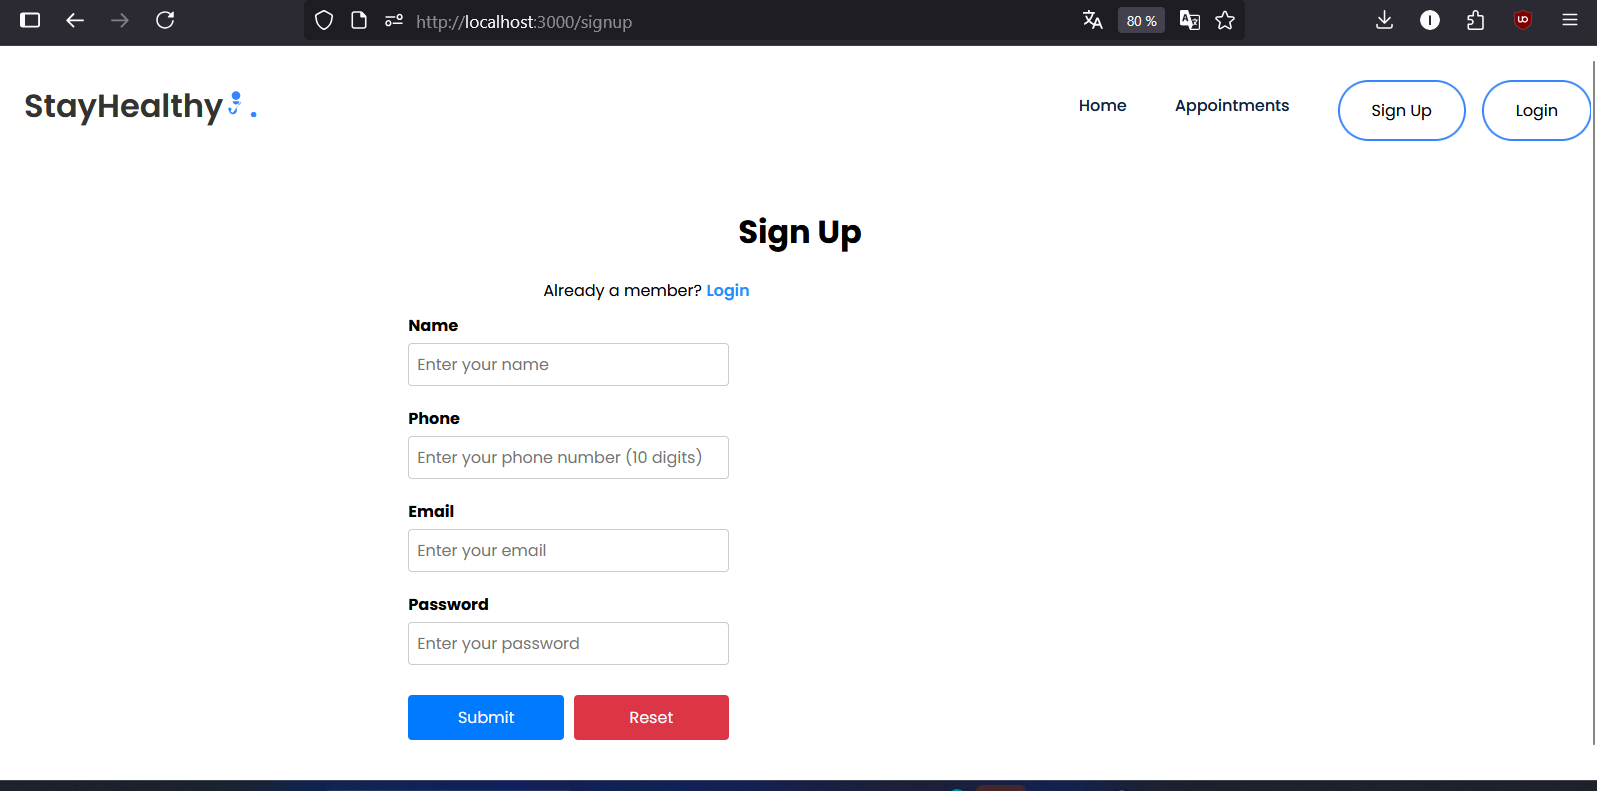 http://localhost:3000/signup
80 %
StayHealthy .
Home
Appointments
Sign Up
Login
Sign Up
Already a member? Login
Name
Enter your name
Phone
Enter your phone number (10 digits)
Email
Enter your email
Password
Enter your password
Submit
Reset